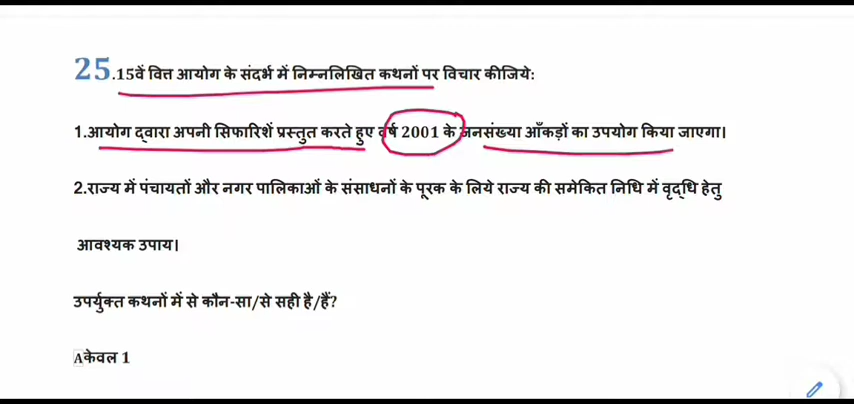 25.15वें वित्त आयोग के संदर्भ में निम्नलिखित कथनों पर विचार कीजिये:
1.आयोग द्वारा अपनी सिफारिशें प्रस्तुत करते हुए वर्ष 2001 के जनसंख्या आँकड़ों का उपयोग किया जाएगा।
2.राज्य में पंचायतों और नगर पालिकाओं के संसाधनों के पूरक के लिये राज्य की समेकित निधि में वृद्धि हेतु
आवश्यक उपाय।
उपर्युक्त कथनों में से कौन-सा/से सही है/हैं?
Aकेवल 1